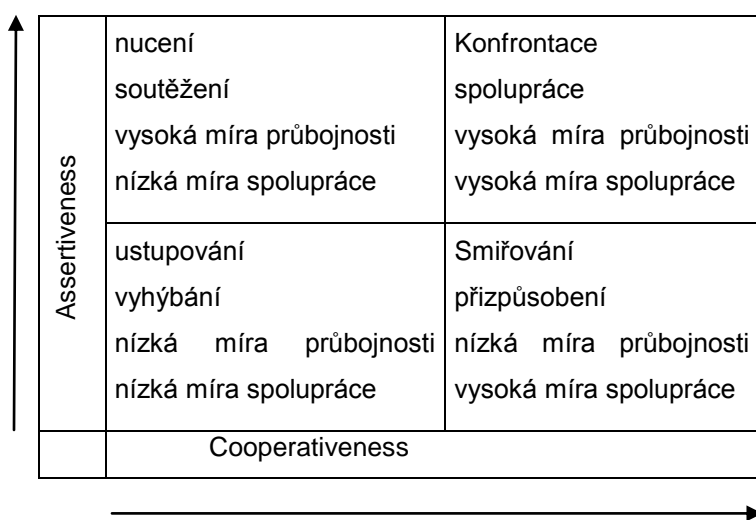 Assertiveness
nucení
soutěžení
vysoká míra průbojnosti
nízká míra spolupráce
Konfrontace
spolupráce
vysoká míra průbojnosti
vysoká míra spolupráce
ustupování
vyhýbání
nízká míra průbojnosti
nízká míra spolupráce
Smiřování
přizpůsobení
nízká míra průbojnosti
vysoká míra spolupráce
Cooperativeness